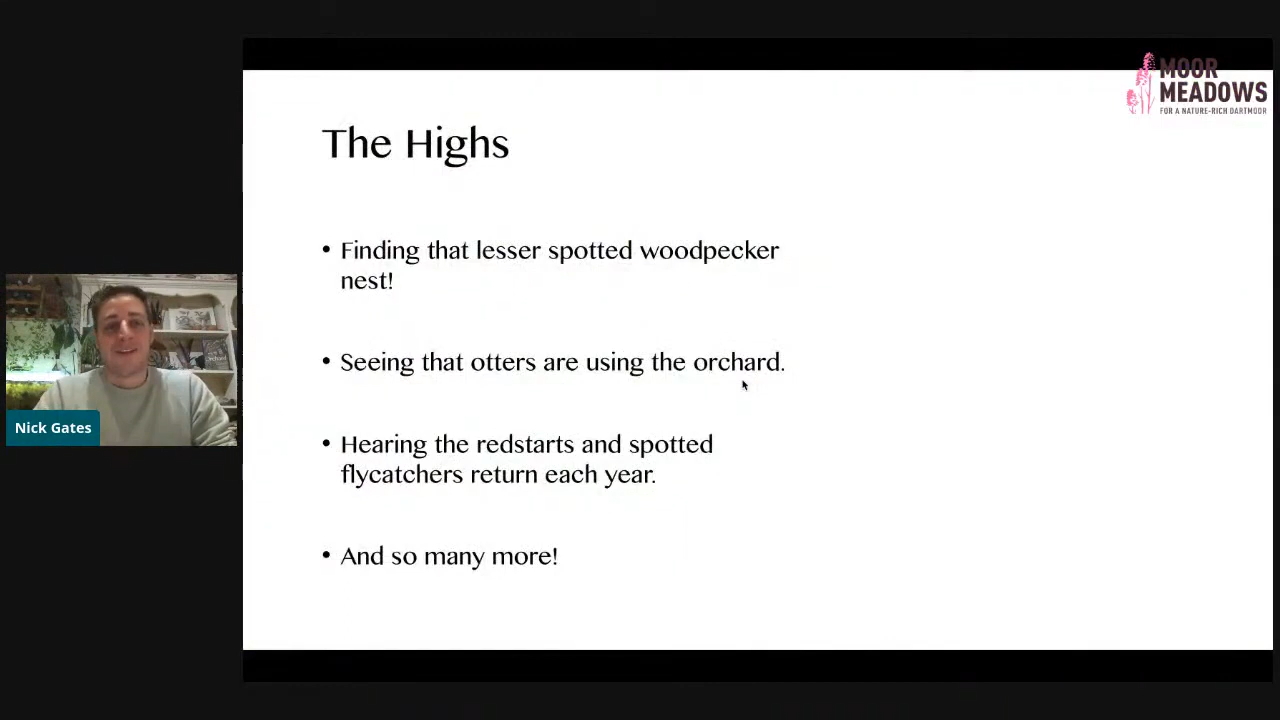 MOOR
MEADOWS
FOR A NATURE-RICH DARTMOOR
The Highs
• Finding that lesser spotted woodpecker
nest!
• Seeing that otters are using the orchard.
• Hearing the redstarts and spotted
flycatchers return each year.
• And so many more!
Orchard
Nick Gates